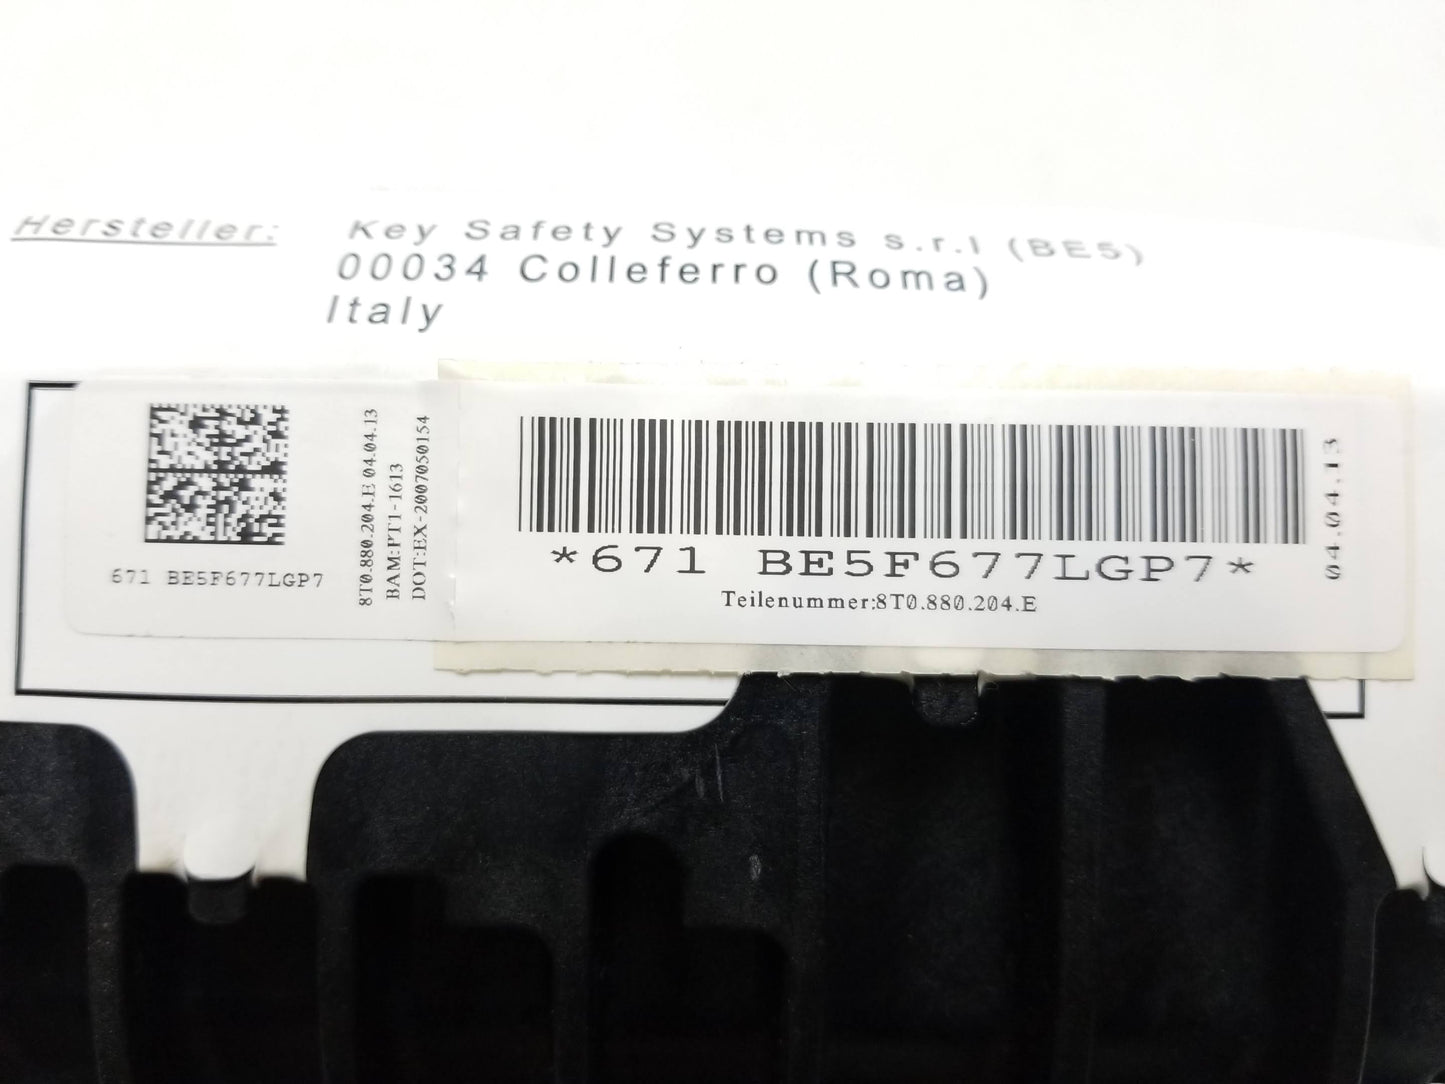 Hersteller: Key Safety Systems s.r.l (BE5)
00034 Colleferro (Roma)
Italy
671 BE5F677LGP7
8T0.880.204.E 04.04.13
BAM:PT1-1613
DOT:EX-2007050154
*671 BE5F677LGP7*
Teilenummer:8T0.880.204.E
04.04.13